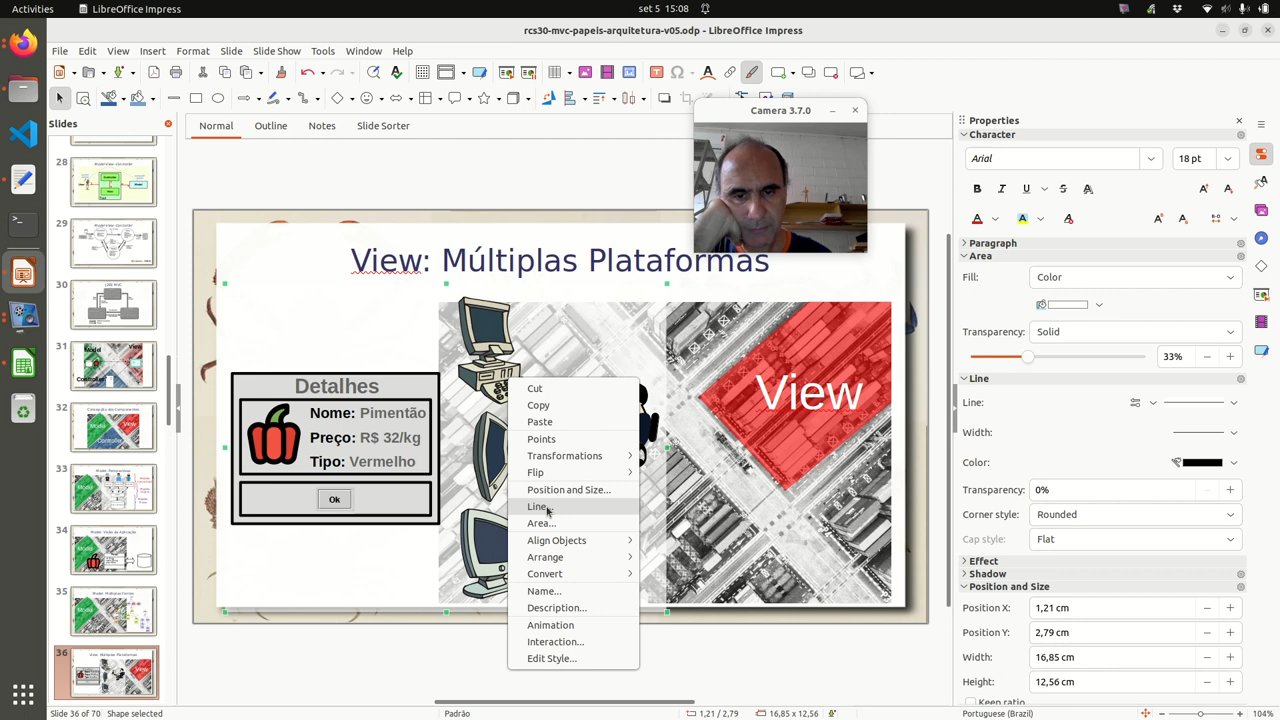 Activities
LibreOffice Impress
set 5 15:08
rcs30-mvc-papeis-arquitetura-v05.odp - LibreOffice Impress
File Edit View Insert Format Slide Slide Show Tools Window Help
Camera 3.7.0
Slides
Normal Outline Notes Slide Sorter
28
29
30
31
32
33
34
35
36
View: Múltiplas Plataformas
Detalhes
Nome: Pimentão
Preço: R$ 32/kg
Tipo: Vermelho
Ok
View
Cut
Copy
Paste
Points
Transformations
Flip
Position and Size...
Line...
Area...
Align Objects
Arrange
Convert
Name...
Description...
Animation
Interaction...
Edit Style...
Properties
Character
Arial
18 pt
Paragraph
Area
Fill: Color
Transparency: Solid
33%
Line
Line:
Width:
Color:
Transparency: 0%
Corner style: Rounded
Cap style: Flat
Effect
Shadow
Position and Size
Position X: 1,21 cm
Position Y: 2,79 cm
Width: 16,85 cm
Height: 12,56 cm
Keep ratio
Slide 36 of 70 Shape selected
Padrão
1,21 / 2,79
16,85 x 12,56
Portuguese (Brazil)
104%